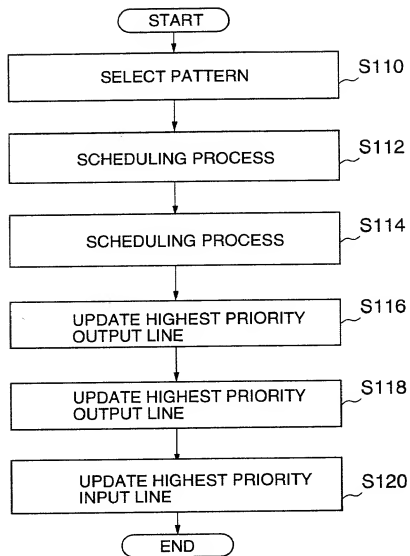 START
SELECT PATTERN
S110
SCHEDULING PROCESS
S112
SCHEDULING PROCESS
S114
UPDATE HIGHEST PRIORITY
OUTPUT LINE
S116
UPDATE HIGHEST PRIORITY
OUTPUT LINE
S118
UPDATE HIGHEST PRIORITY
INPUT LINE
S120
END